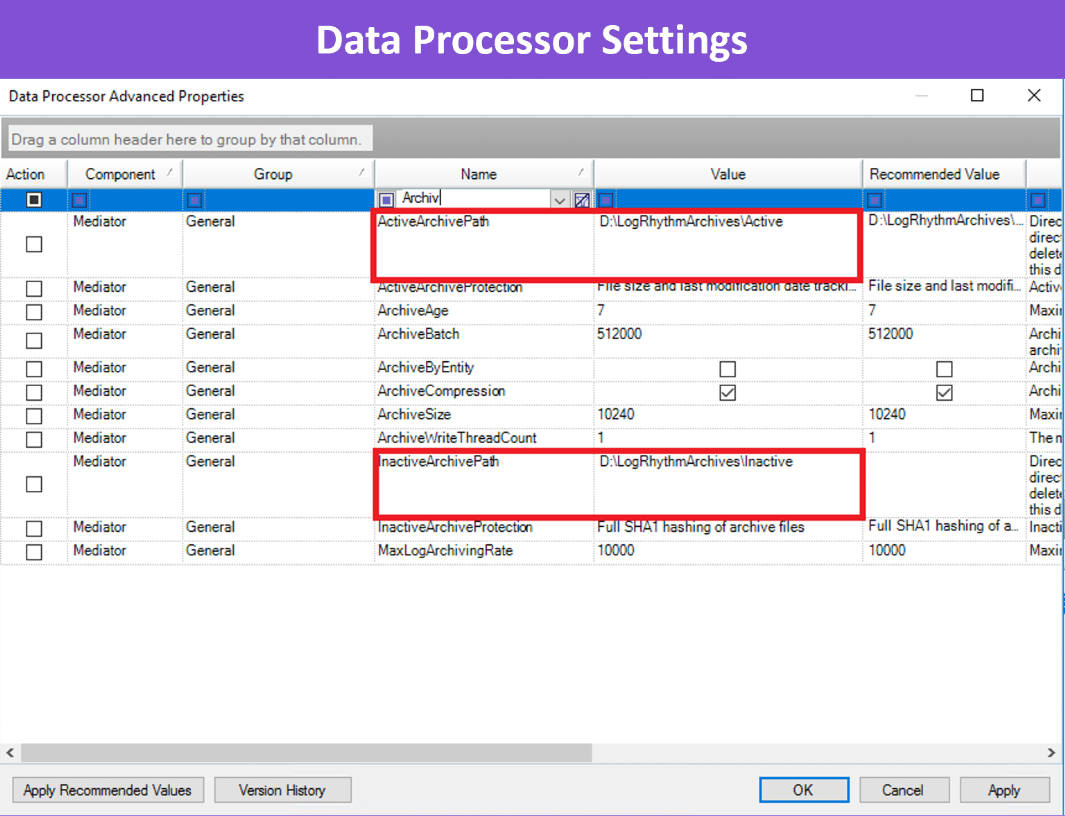 Data Processor Settings
Data Processor Advanced Properties
Drag a column header here to group by that column.
Action Component Group Name Value Recommended Value
Archiv
Mediator General ActiveArchivePath D:\LogRhythmArchives\Active D:\LogRhythmArchives\... Direc
direc
delete
this d
Mediator General ActiveArchiveProtection File size and last modification date tracki... File size and last modifi... Activ
Mediator General ArchiveAge 7 7 Maxi
Mediator General ArchiveBatch 512000 512000 Archi
archi
Mediator General ArchiveByEntity Archi
Mediator General ArchiveCompression Archi
Mediator General ArchiveSize 10240 10240 Maxi
Mediator General ArchiveWriteThreadCount 1 1 The n
Mediator General InactiveArchivePath D:\LogRhythmArchives\Inactive Direc
direc
delete
this d
Mediator General InactiveArchiveProtection Full SHA1 hashing of archive files Full SHA1 hashing of a... Inacti
Mediator General MaxLogArchivingRate 10000 10000 Maxi
Apply Recommended Values Version History OK Cancel Apply